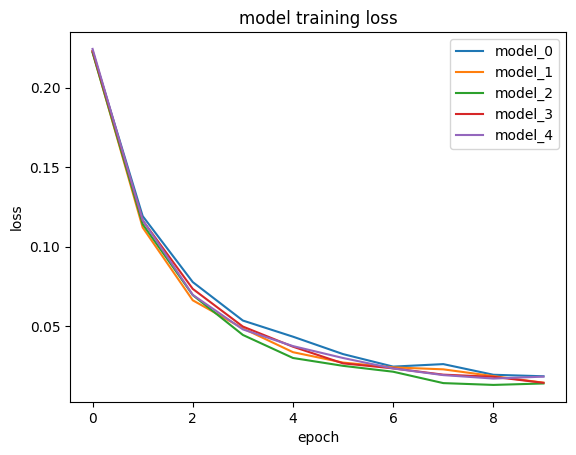 model training loss
model_0
model_1
model_2
model_3
model_4
0.20
0.15
0.10
0.05
loss
0 2 4 6 8
epoch